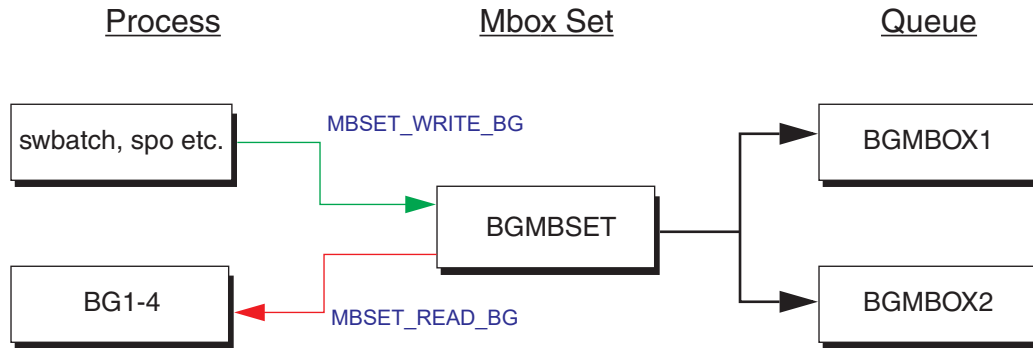 Process
Mbox Set
Queue
swbatch, spo etc.
MBSET_WRITE_BG
BGMBOX1
BGMBSET
BG1-4
MBSET_READ_BG
BGMBOX2